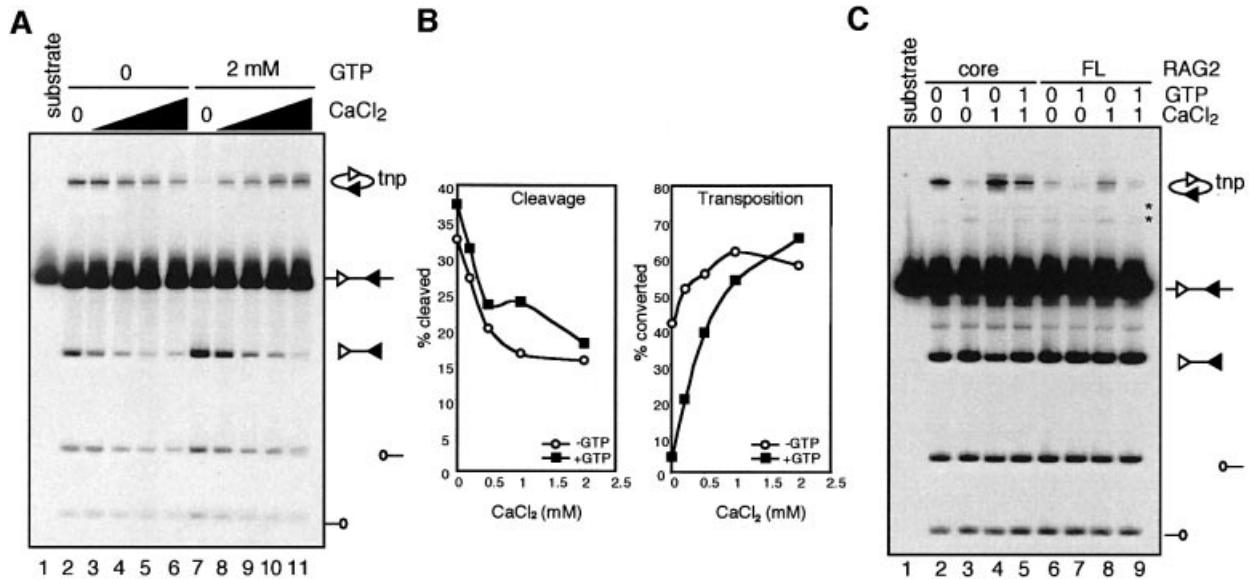 A
substrate
0
2 mM
GTP
0
0
CaCl₂
tnp
1 2 3 4 5 6 7 8 9 10 11
B
Cleavage
% cleaved
40
35
30
25
20
15
10
5
0
-GTP
+GTP
0 0.5 1 1.5 2 2.5
CaCl₂ (mM)
Transposition
% converted
80
70
60
50
40
30
20
10
0
-GTP
+GTP
0 0.5 1 1.5 2 2.5
CaCl₂ (mM)
C
substrate
core
FL
RAG2
0 1 0 1 0 1 0 1 GTP
0 0 1 1 0 0 1 1 CaCl₂
tnp
*
*
1 2 3 4 5 6 7 8 9